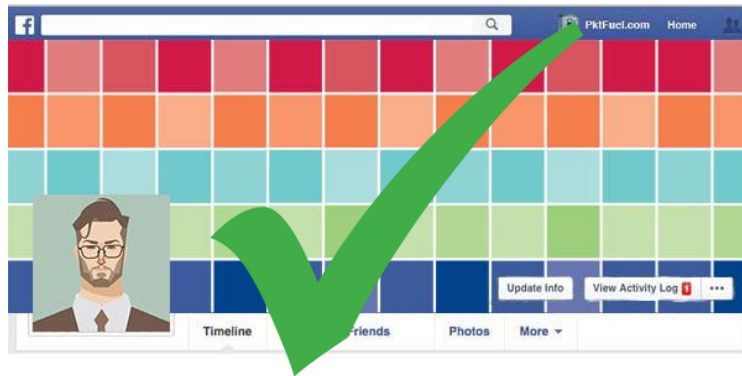 f
PktFuel.com Home
Update Info View Activity Log 1 •••
Timeline Friends Photos More